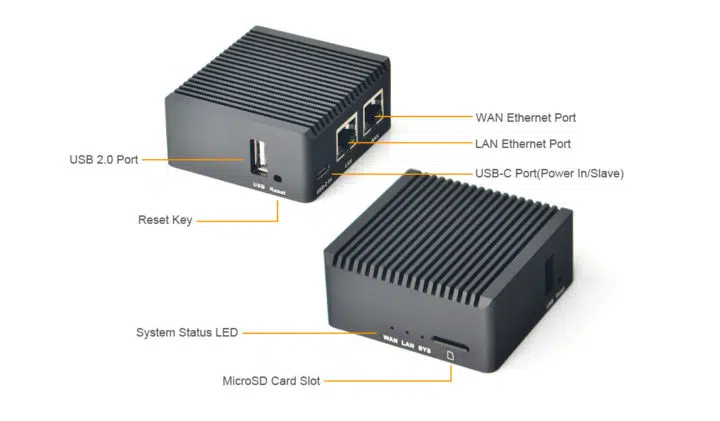 WAN Ethernet Port
LAN Ethernet Port
USB 2.0 Port
USB-C Port(Power In/Slave)
USB Reset
LAN
Reset Key
System Status LED
WAN LAN SYS
MicroSD Card Slot